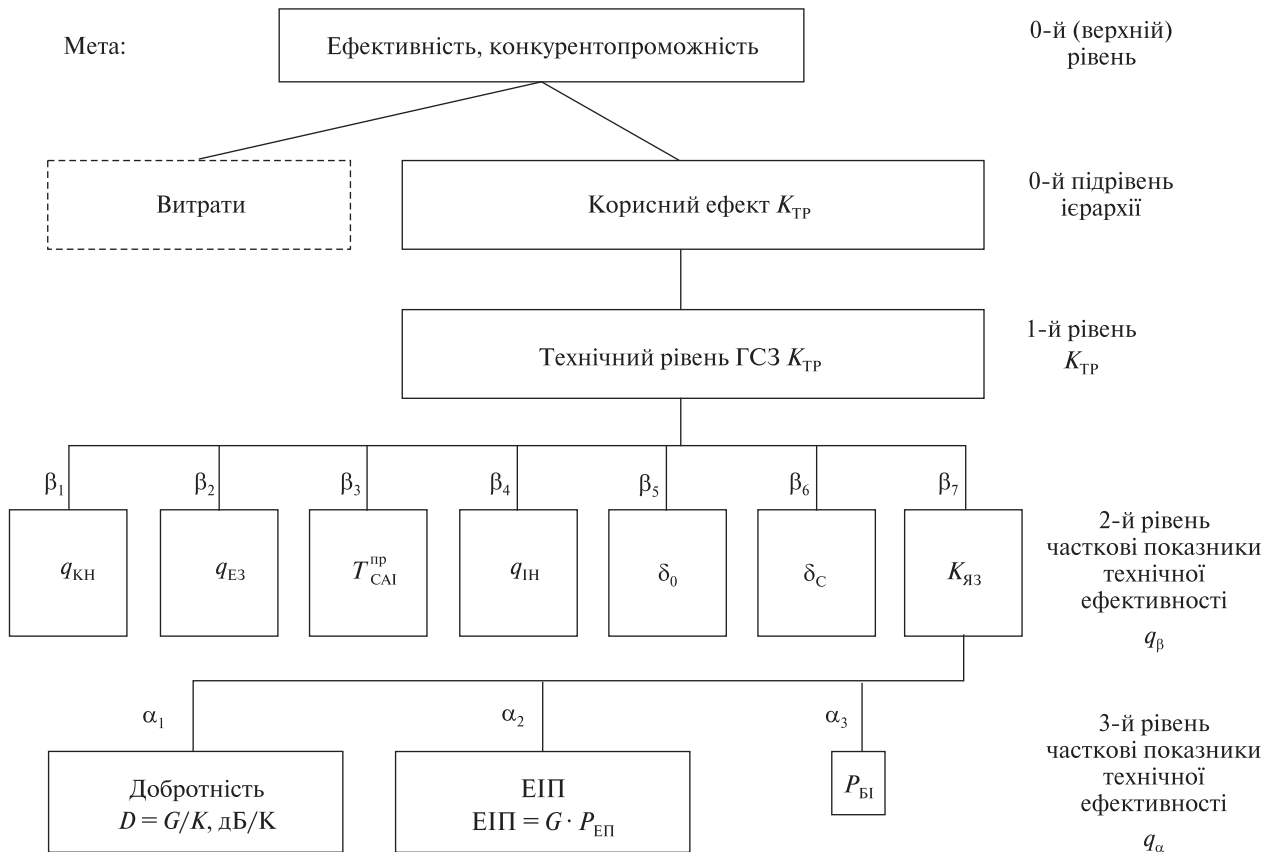 Мета:
Ефективність, конкурентопроможність
0-й (верхній)
рівень
Витрати
Корисний ефект K_ТР
0-й підрівень
ієрархії
Технічний рівень ГСЗ K_ТР
1-й рівень
K_ТР
β₁ β₂ β₃ β₄ β₅ β₆ β₇
q_КН q_ЕЗ T^пр_САІ q_ІН δ₀ δ_С K_ЯЗ
2-й рівень
часткові показники
технічної
ефективності
q_β
α₁ α₂ α₃
Добротність
D = G/K, дБ/К
ЕІП
ЕІП = G · P_ЕП
P_БІ
3-й рівень
часткові показники
технічної
ефективності
q_α